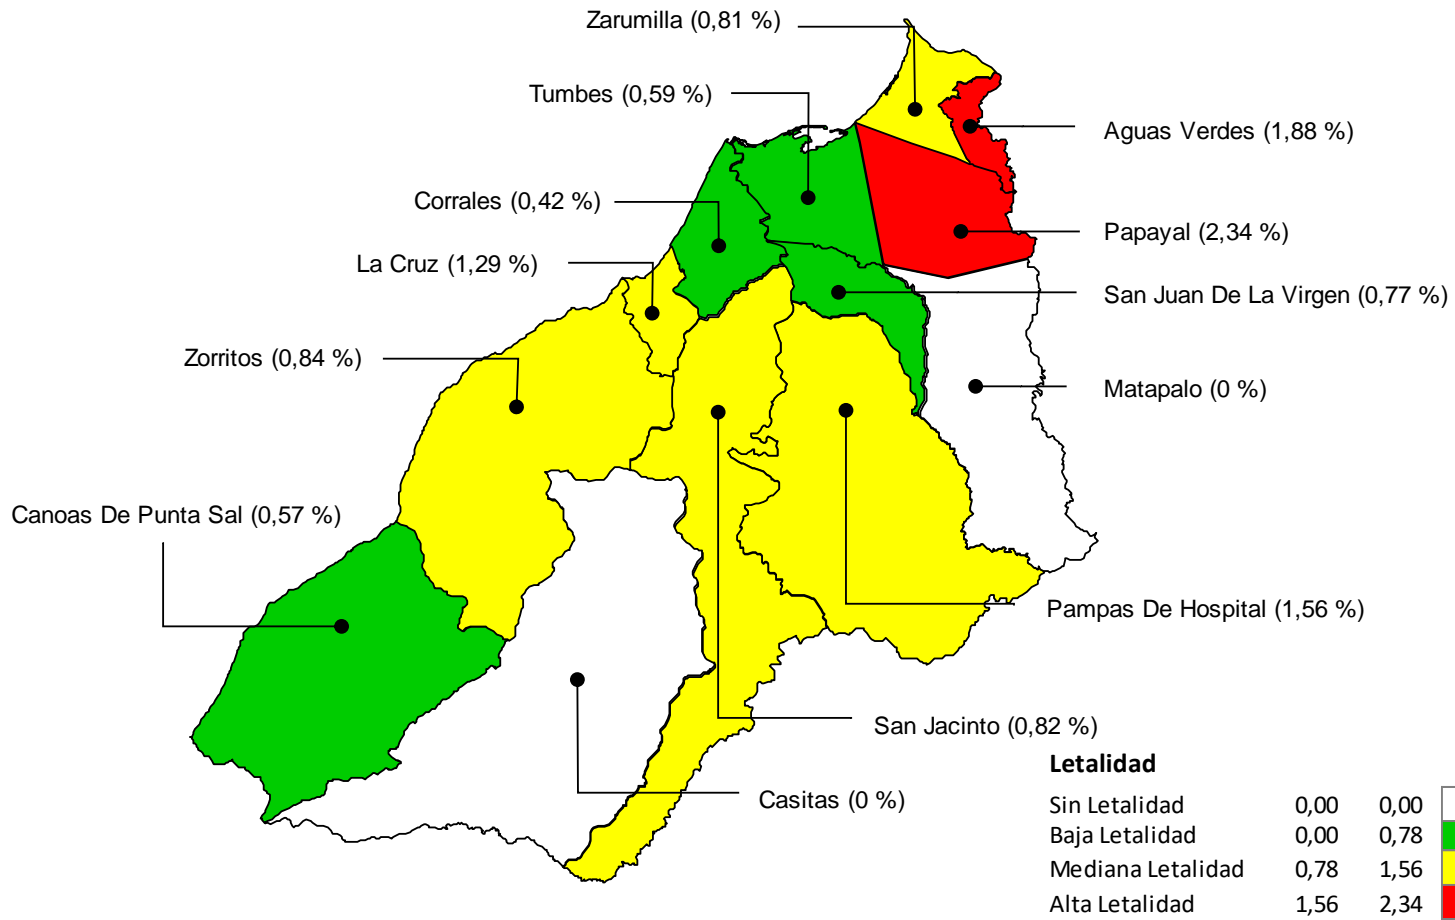 Zarumilla (0,81 %)
Tumbes (0,59 %)
Aguas Verdes (1,88 %)
Corrales (0,42 %)
Papayal (2,34 %)
La Cruz (1,29 %)
San Juan De La Virgen (0,77 %)
Zorritos (0,84 %)
Matapalo (0 %)
Canoas De Punta Sal (0,57 %)
Pampas De Hospital (1,56 %)
San Jacinto (0,82 %)
Casitas (0 %)
Letalidad
Sin Letalidad 0,00 0,00
Baja Letalidad 0,00 0,78
Mediana Letalidad 0,78 1,56
Alta Letalidad 1,56 2,34